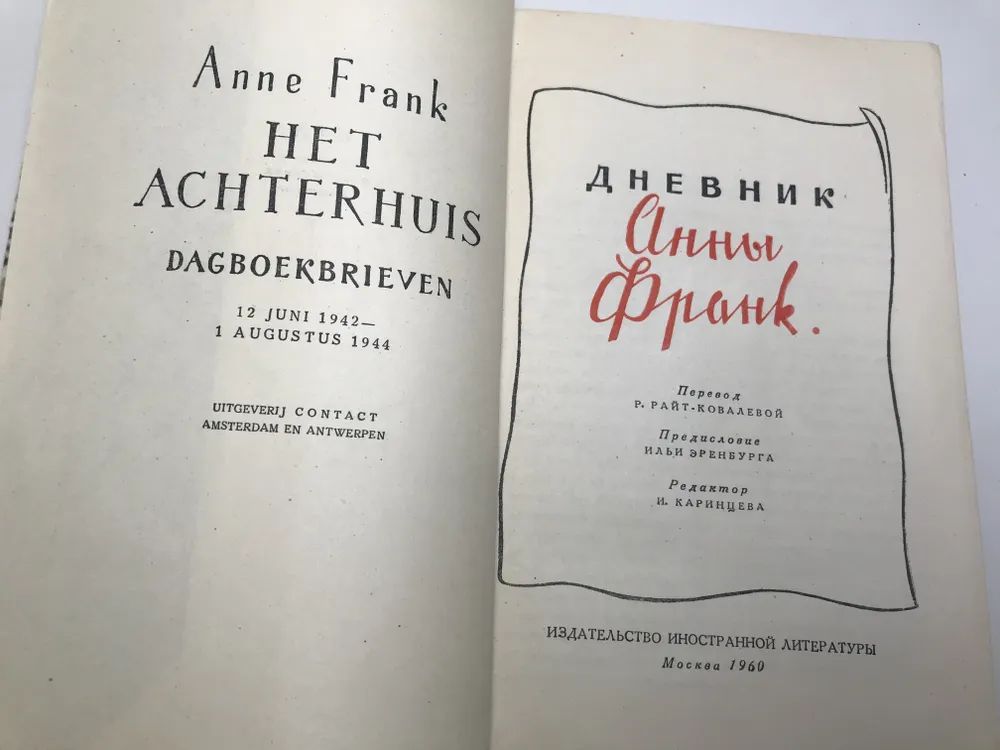 Anne Frank
HET
ACHTERHUIS
DAGBOEKBRIEVEN
12 JUNI 1942—
1 AUGUSTUS 1944
UITGEVERIJ CONTACT
AMSTERDAM EN ANTWERPEN
ДНЕВНИК
Анны
Франк.
Перевод
Р. РАЙТ-КОВАЛЕВОЙ
Предисловие
ИЛЬИ ЭРЕНБУРГА
Редактор
И. КАРИНЦЕВА
ИЗДАТЕЛЬСТВО ИНОСТРАННОЙ ЛИТЕРАТУРЫ
Москва 1960